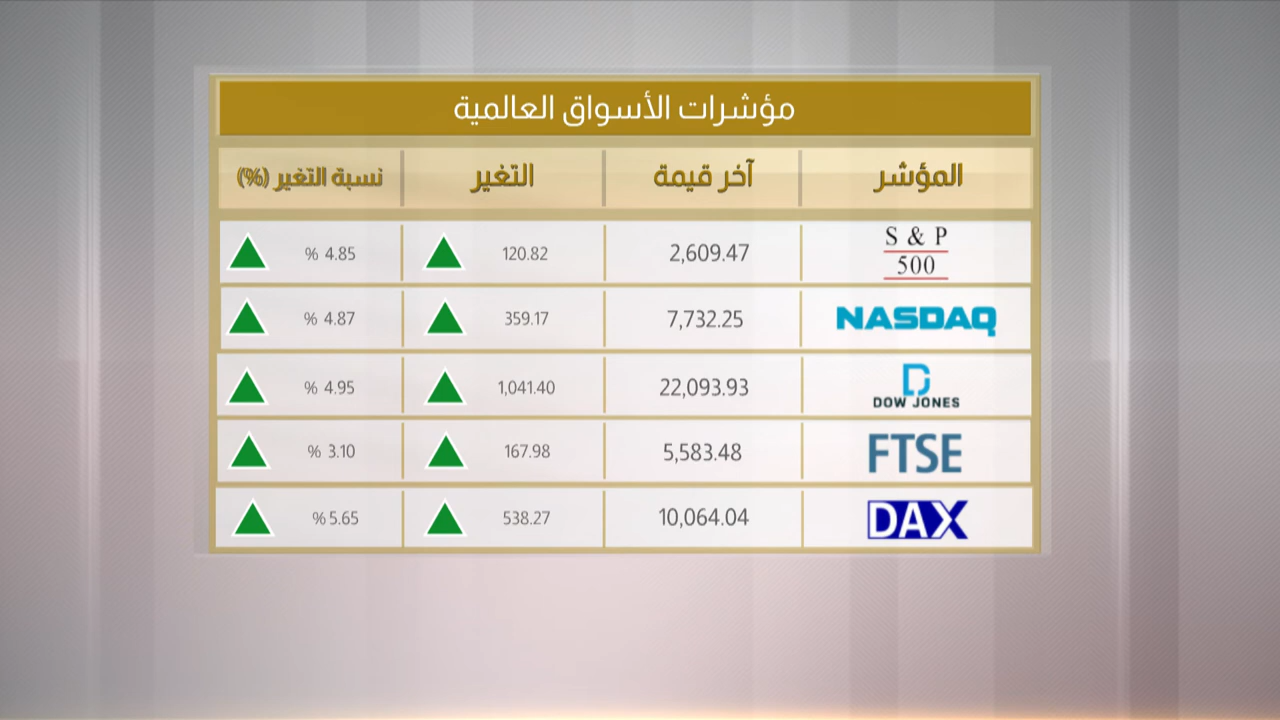 مؤشرات الأسواق العالمية
المؤشر آخر قيمة التغير نسبة التغير (%)
S & P 500 2,609.47 120.82 % 4.85
NASDAQ 7,732.25 359.17 % 4.87
DOW JONES 22,093.93 1,041.40 % 4.95
FTSE 5,583.48 167.98 % 3.10
DAX 10,064.04 538.27 % 5.65